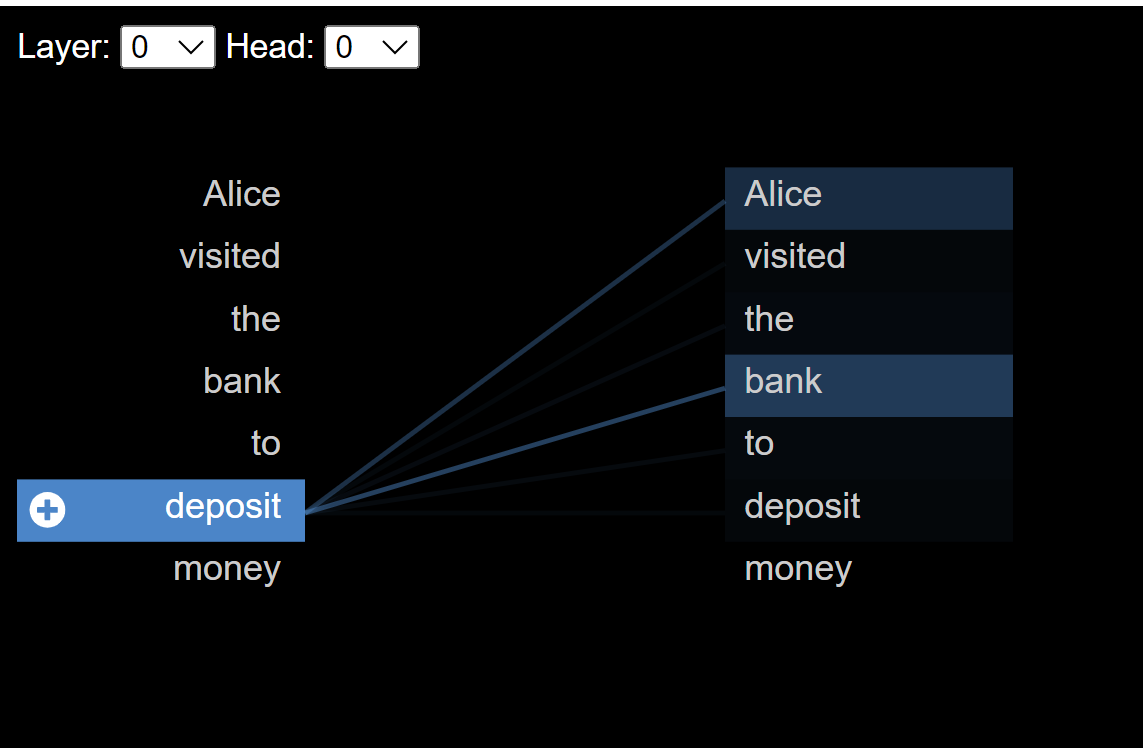 Layer: 0 Head: 0
Alice Alice
visited visited
the the
bank bank
to to
deposit deposit
money money